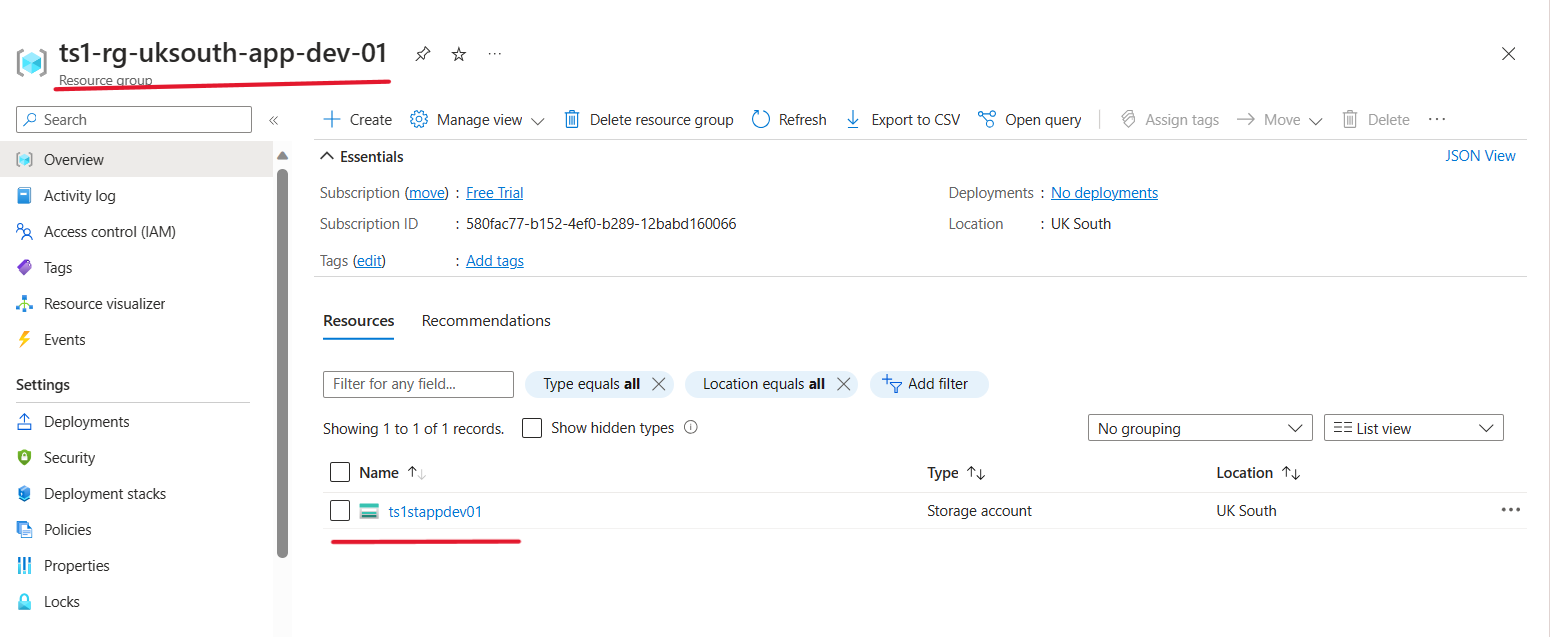 ts1-rg-uksouth-app-dev-01
Resource group
Search
Overview
Activity log
Access control (IAM)
Tags
Resource visualizer
Events
Settings
Deployments
Security
Deployment stacks
Policies
Properties
Locks
Create Manage view Delete resource group Refresh Export to CSV Open query Assign tags Move Delete
Essentials JSON View
Subscription (move) : Free Trial Deployments : No deployments
Subscription ID : 580fac77-b152-4ef0-b289-12babd160066 Location : UK South
Tags (edit) : Add tags
Resources Recommendations
Filter for any field... Type equals all Location equals all Add filter
Showing 1 to 1 of 1 records. Show hidden types No grouping List view
Name Type Location
ts1stappdev01 Storage account UK South